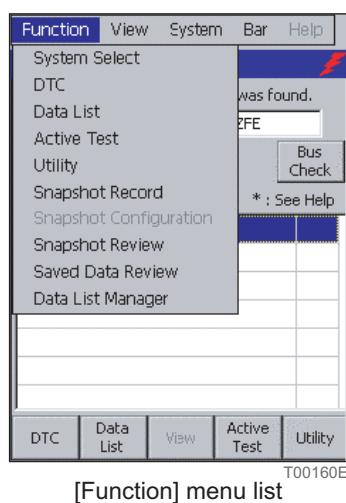 Function View System Bar Help
System Select
DTC
Data List
Active Test
Utility
Snapshot Record
Snapshot Configuration
Snapshot Review
Saved Data Review
Data List Manager
was found.
ZFE
Bus
Check
* : See Help
DTC
Data
List
View
Active
Test
Utility
T00160E
[Function] menu list